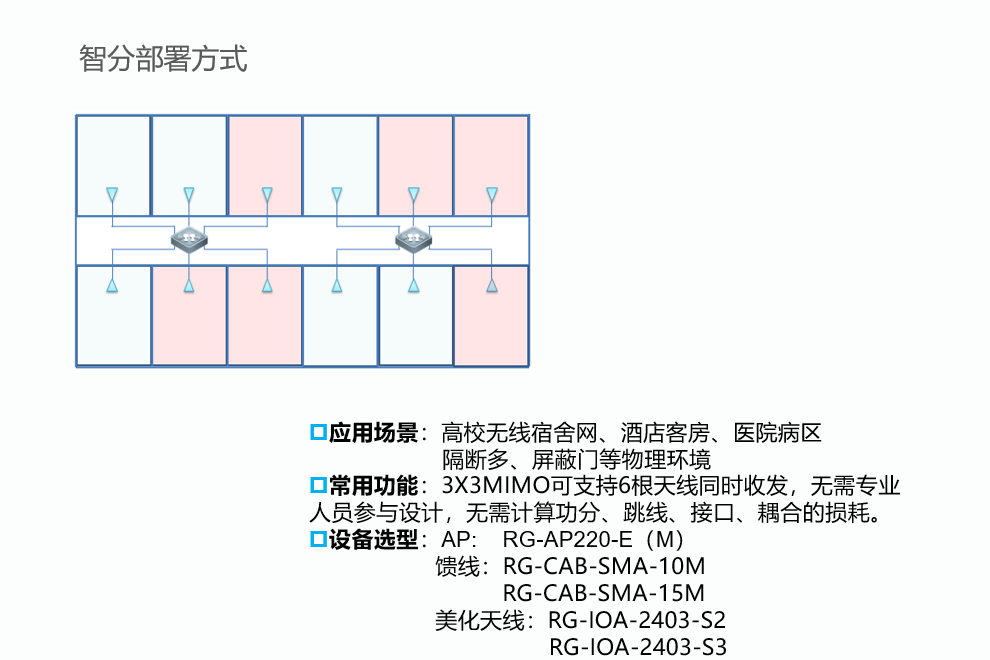 智分部署方式
应用场景：高校无线宿舍网、酒店客房、医院病区
隔断多、屏蔽门等物理环境
常用功能：3X3MIMO可支持6根天线同时收发，无需专业
人员参与设计，无需计算功分、跳线、接口、耦合的损耗。
设备选型：AP: RG-AP220-E（M）
馈线：RG-CAB-SMA-10M
RG-CAB-SMA-15M
美化天线：RG-IOA-2403-S2
RG-IOA-2403-S3